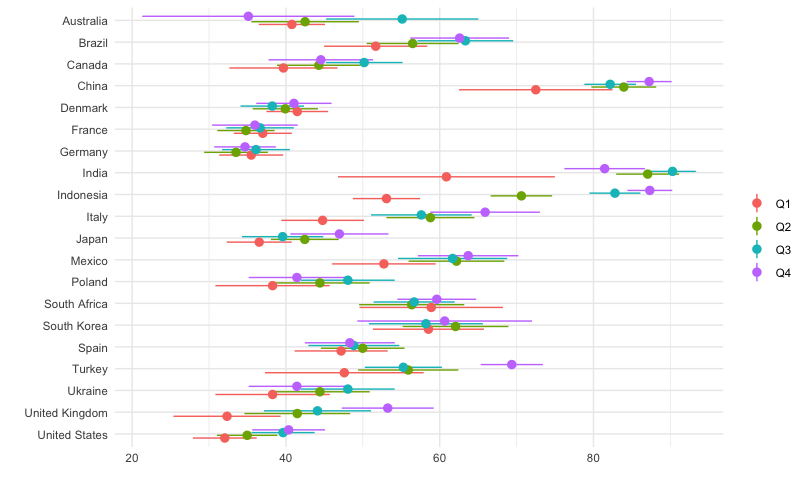 Australia
Brazil
Canada
China
Denmark
France
Germany
India
Indonesia
Italy
Japan
Mexico
Poland
South Africa
South Korea
Spain
Turkey
Ukraine
United Kingdom
United States
20 40 60 80
Q1
Q2
Q3
Q4